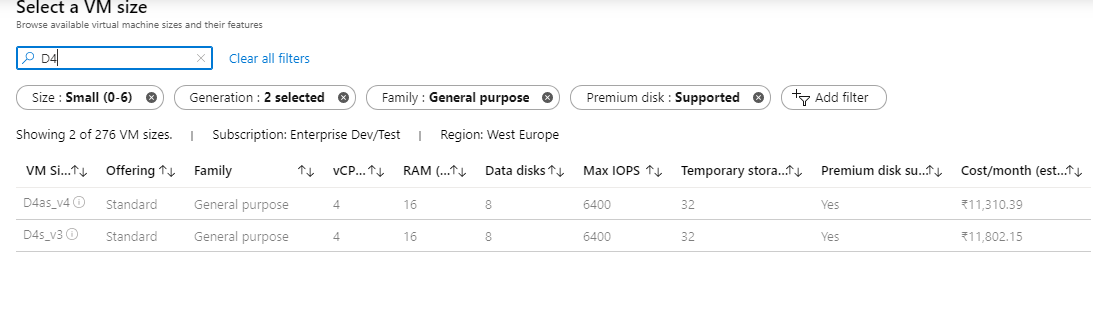 Select a VM size
Browse available virtual machine sizes and their features
D4
Clear all filters
Size : Small (0-6)
Generation : 2 selected
Family : General purpose
Premium disk : Supported
Add filter
Showing 2 of 276 VM sizes. | Subscription: Enterprise Dev/Test | Region: West Europe
VM Si...↑↓ Offering ↑↓ Family ↑↓ vCP...↑↓ RAM (...↑↓ Data disks↑↓ Max IOPS ↑↓ Temporary stora...↑↓ Premium disk su...↑↓ Cost/month (est...↑↓
D4as_v4 Standard General purpose 4 16 8 6400 32 Yes ₹11,310.39
D4s_v3 Standard General purpose 4 16 8 6400 32 Yes ₹11,802.15